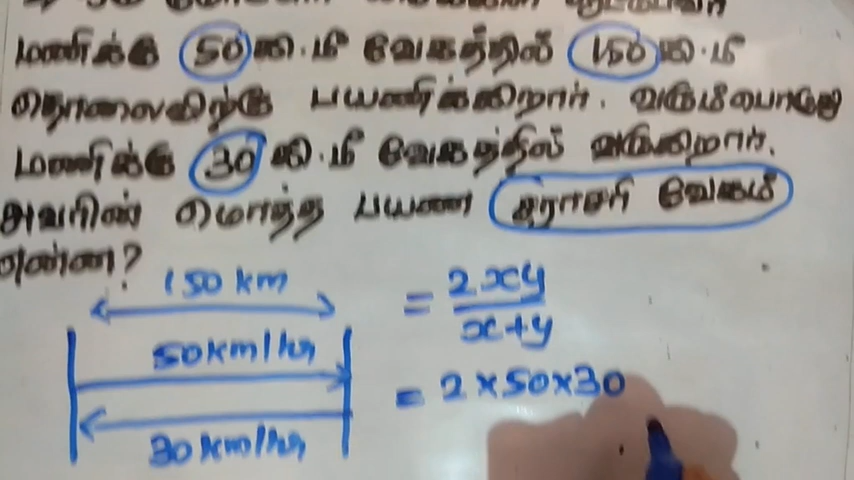 மணிக்கு 50 கி.மீ வேகத்தில் 150 கி.மீ
தொலைவிற்கு பயணிக்கிறார். வரும்பொழுது
மணிக்கு 30 கி.மீ வேகத்தில் வருகிறார்.
அவரின் மொத்த பயண சராசரி வேகம்
என்ன?
150 km
50km/hr
30km/hr
= 2xy
x+y
= 2×50×30